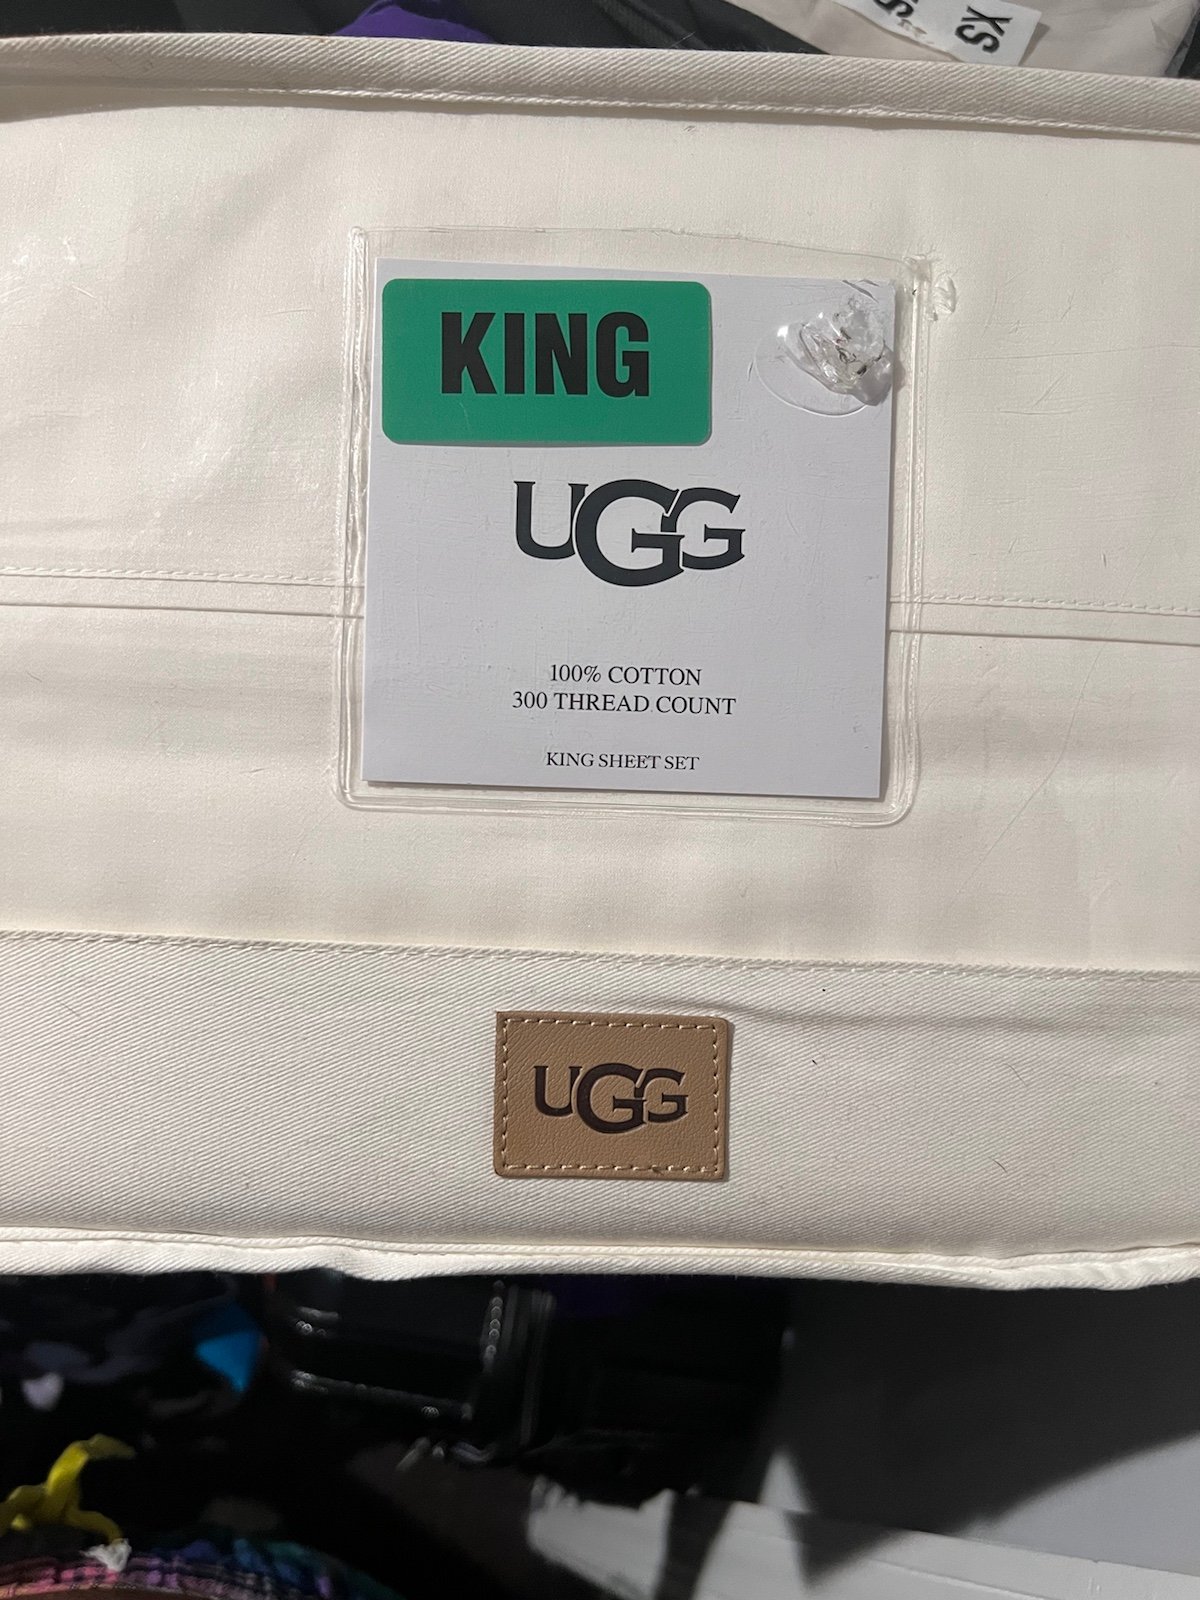 XS
KING
UGG
100% COTTON
300 THREAD COUNT
KING SHEET SET
UGG